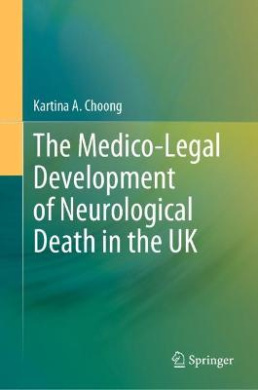 Kartina A. Choong
The Medico-Legal
Development
of Neurological
Death in the UK
Springer